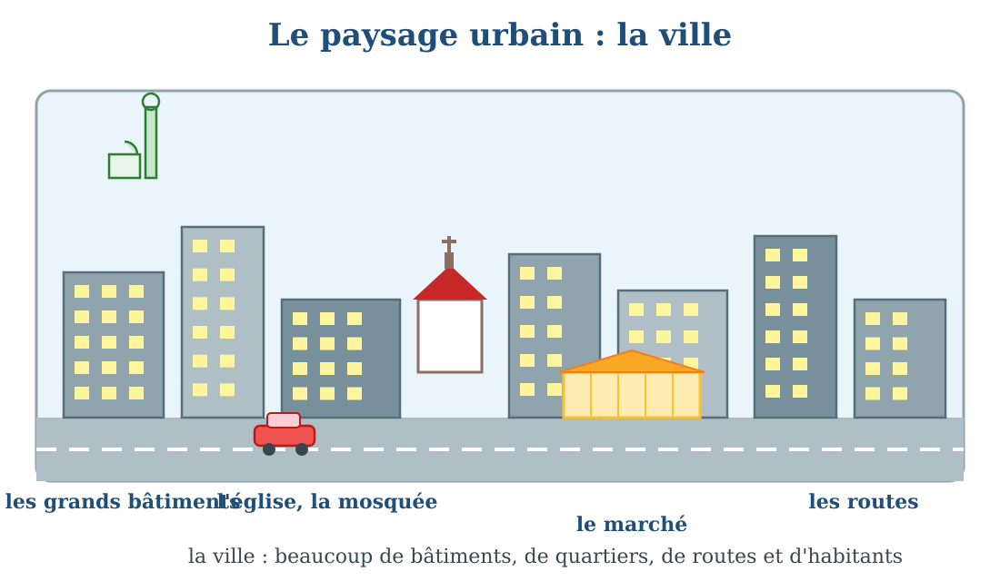 Le paysage urbain : la ville
les grands bâtiments
l'église, la mosquée
les routes
le marché
la ville : beaucoup de bâtiments, de quartiers, de routes et d'habitants